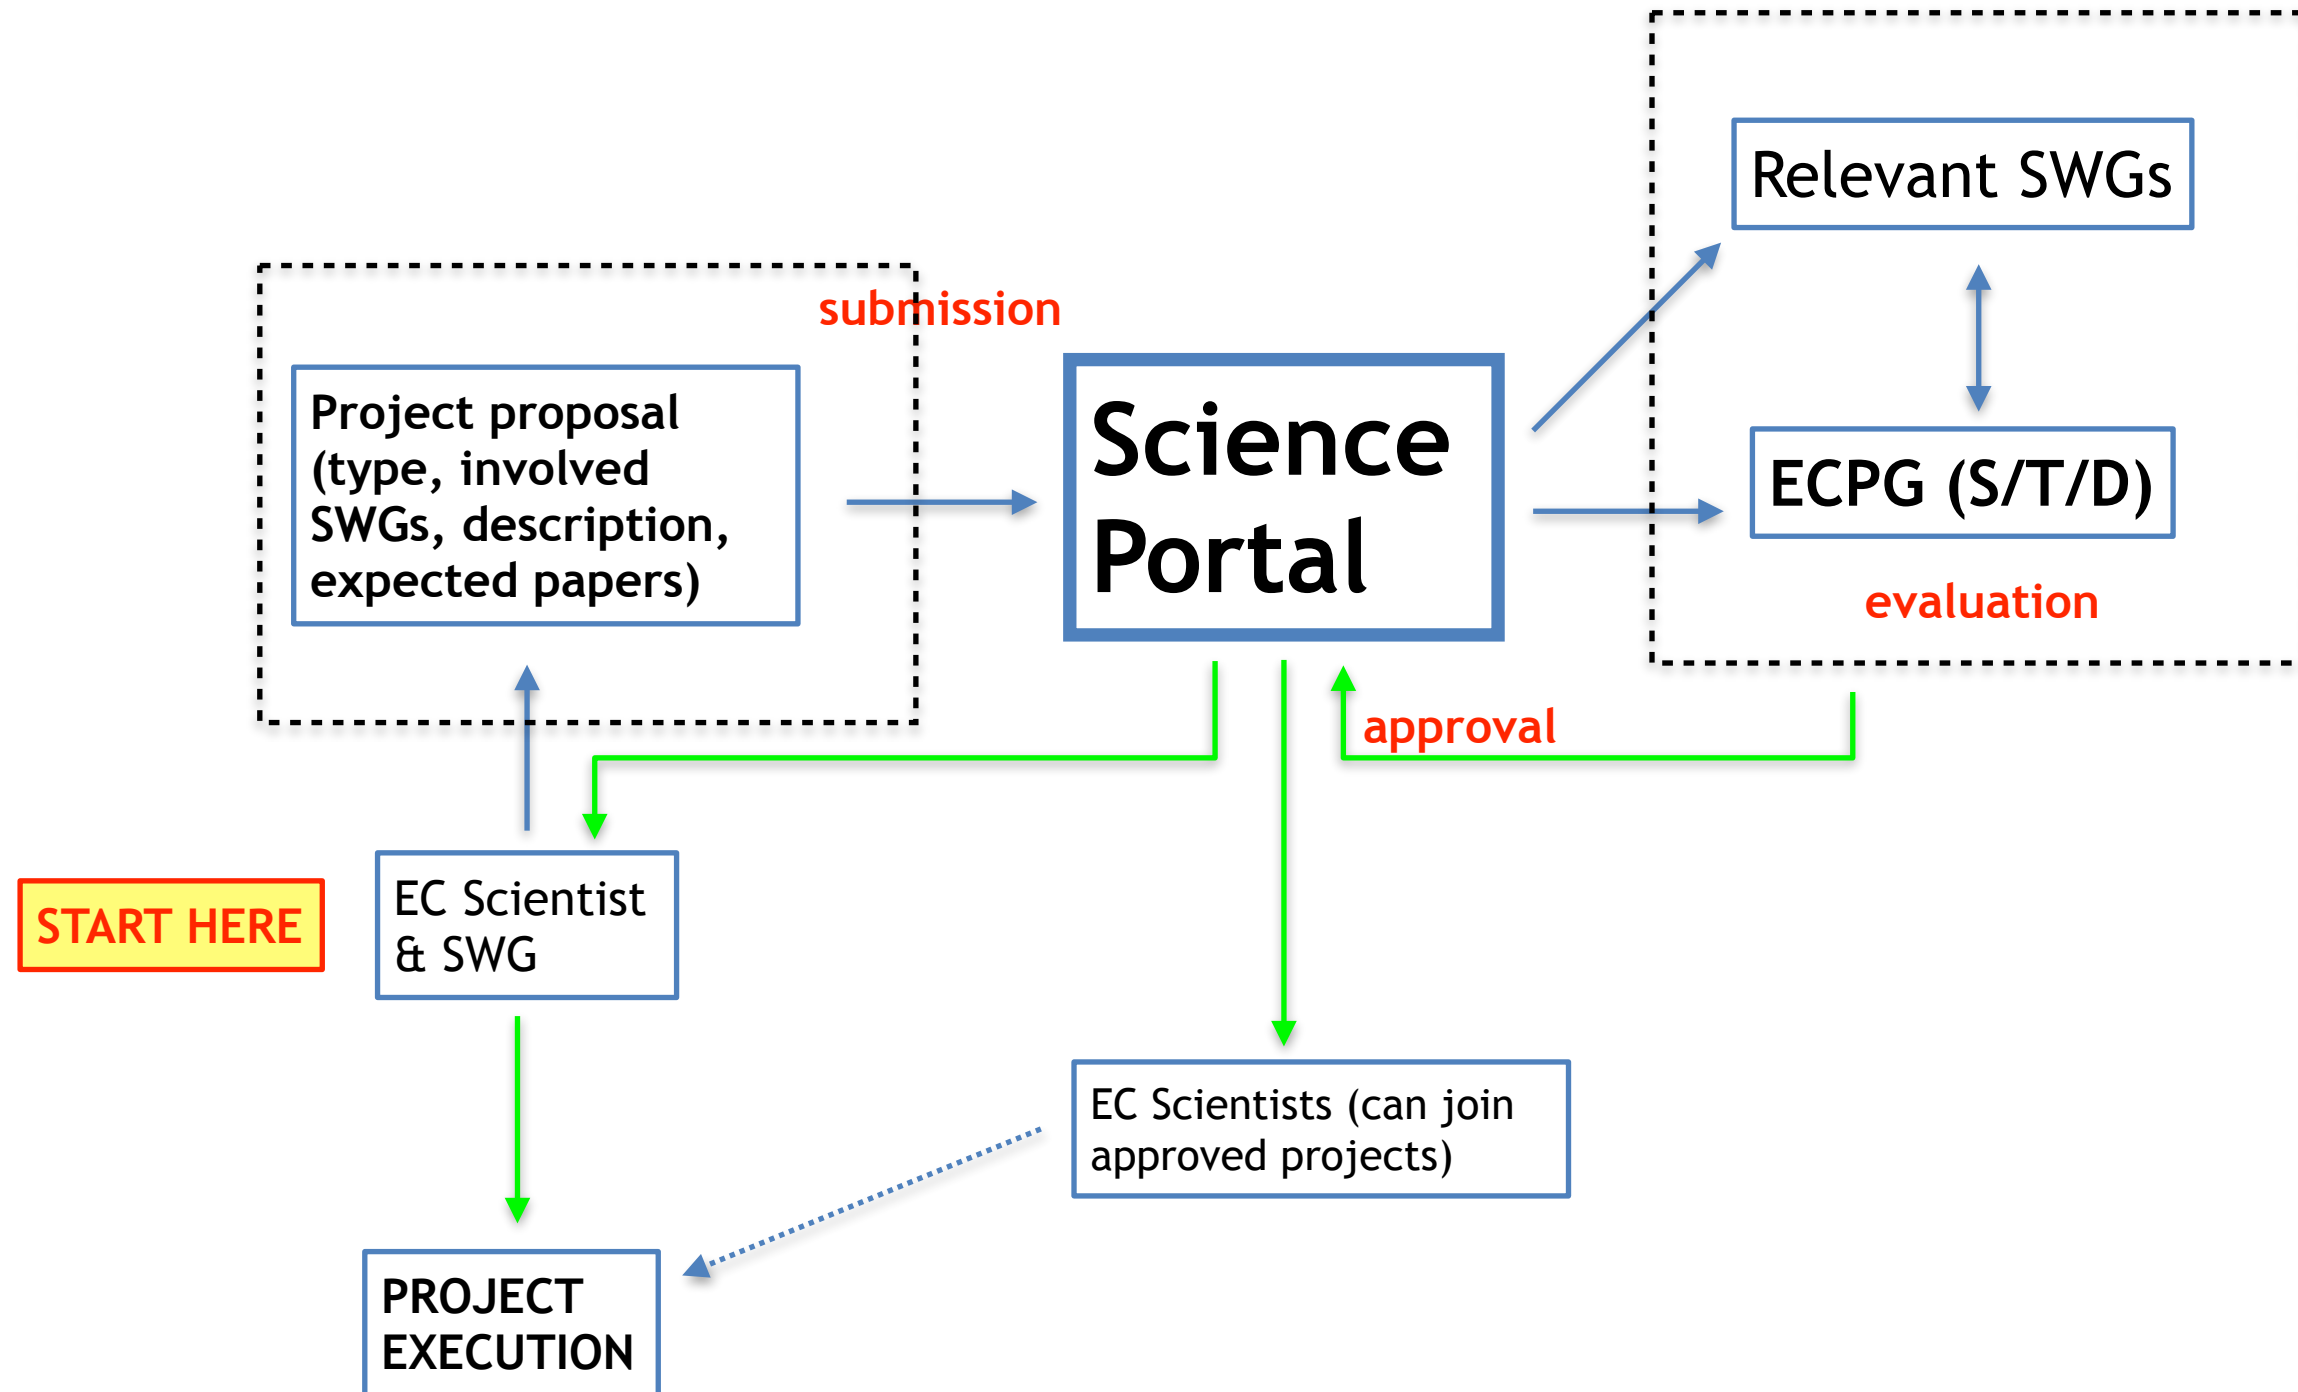 Relevant SWGs
submission
Project proposal
(type, involved
SWGs, description,
expected papers)
Science
Portal
ECPG (S/T/D)
evaluation
approval
START HERE
EC Scientist
& SWG
EC Scientists (can join
approved projects)
PROJECT
EXECUTION